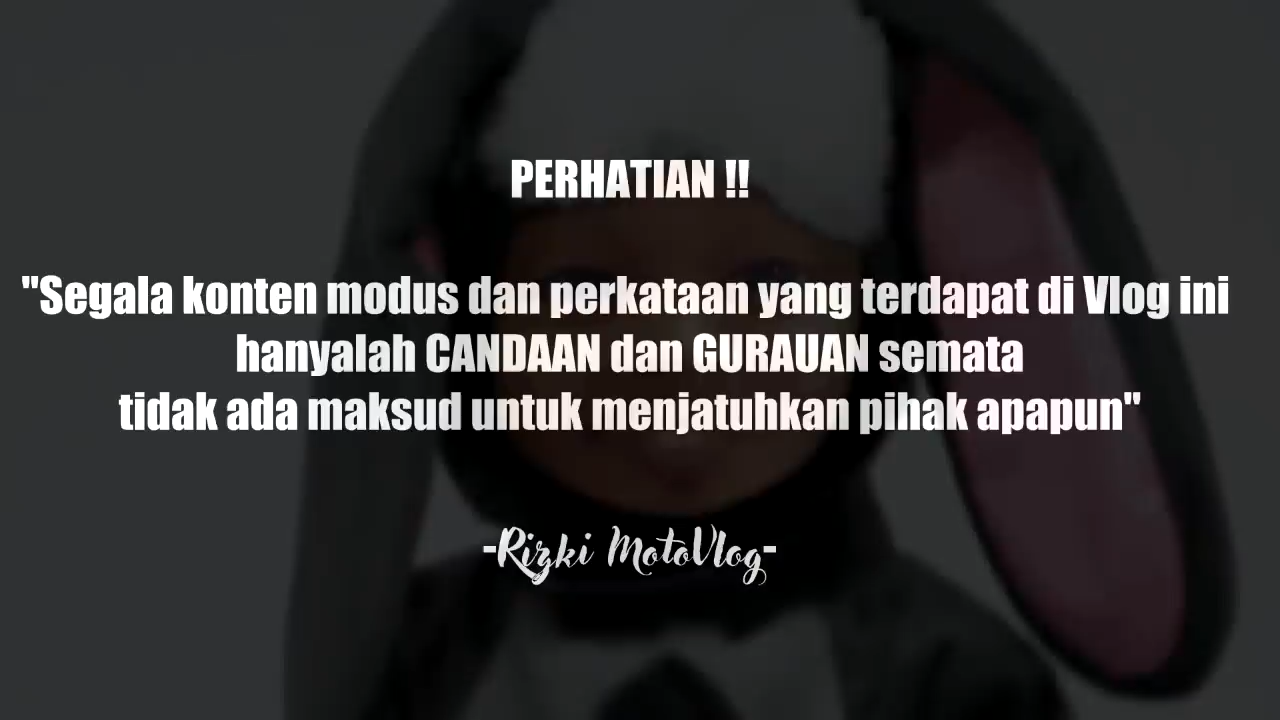 PERHATIAN !!
"Segala konten modus dan perkataan yang terdapat di Vlog ini
hanyalah CANDAAN dan GURAUAN semata
tidak ada maksud untuk menjatuhkan pihak apapun"
-Rizki MotoVlog-